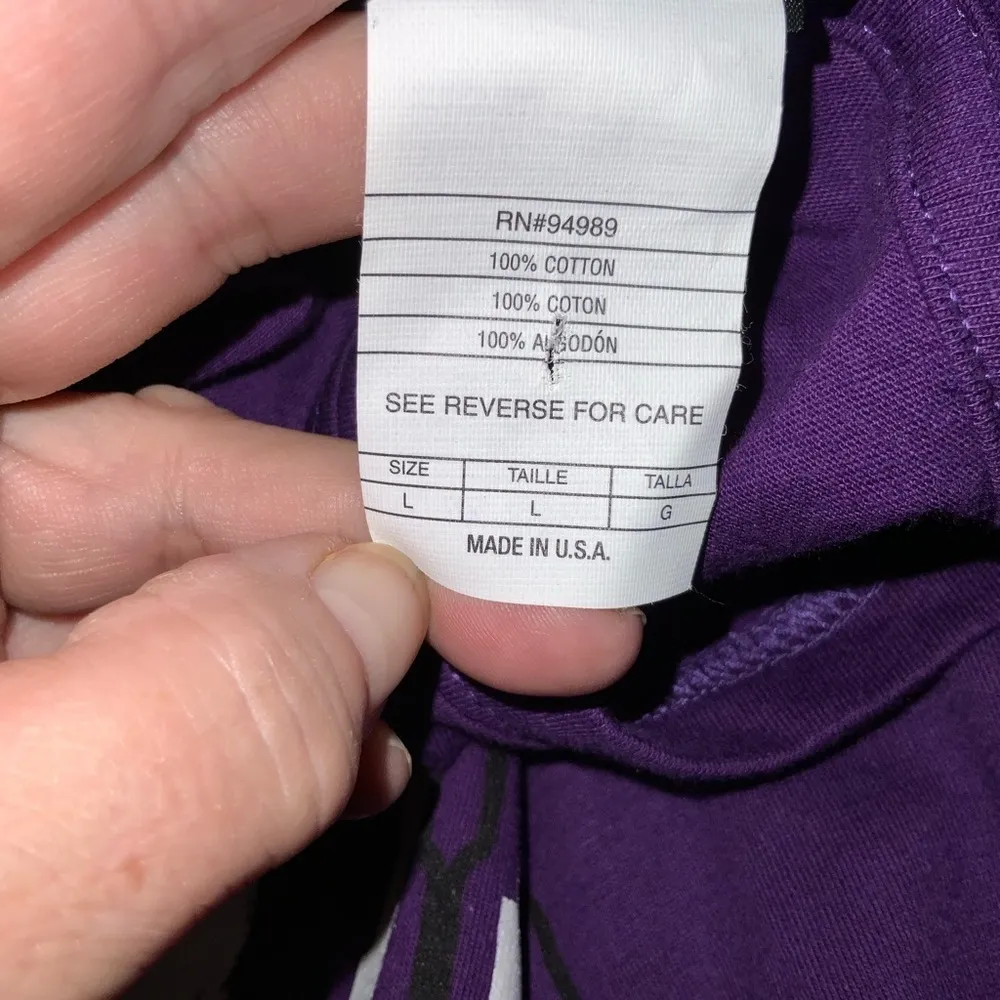 RN#94989
100% COTTON
100% COTON
100% ALGODÓN
SEE REVERSE FOR CARE
SIZE TAILLE TALLA
L L G
MADE IN U.S.A.